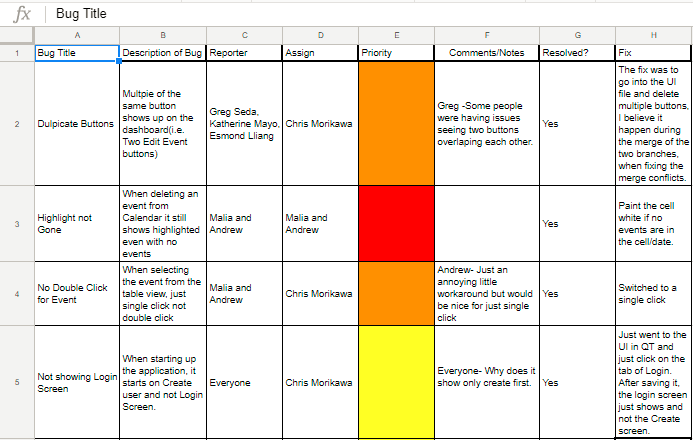 fx Bug Title
A B C D E F G H
1 Bug Title Description of Bug Reporter Assign Priority Comments/Notes Resolved? Fix
2
Dulpicate Buttons
Multpie of the
same button
shows up on the
dashboard(i.e.
Two Edit Event
buttons)
Greg Seda,
Katherine Mayo,
Esmond Lliang
Chris Morikawa
Greg -Some people
were having issues
seeing two buttons
overlaping each other.
Yes
The fix was to
go into the UI
file and delete
multiple buttons,
I believe it
happen during
the merge of the
two branches,
when fixing the
merge conflicts.
3
Highlight not
Gone
When deleting an
event from
Calendar it still
shows highlighted
even with no
events
Malia and
Andrew
Malia and
Andrew
Yes
Paint the cell
white if no
events are in
the cell/date.
4
No Double Click
for Event
When selecting
the event from the
table view, just
single click not
double click
Malia and
Andrew
Chris Morikawa
Andrew- Just an
annoying little
workaround but would
be nice for just single
click
Yes
Switched to a
single click
5
Not showing Login
Screen
When starting up
the application, it
starts on Create
user and not Login
Screen.
Everyone
Chris Morikawa
Everyone- Why does it
show only create first.
Yes
Just went to the
UI in QT and
just click on the
tab of Login.
After saving it,
the login screen
just shows and
not the Create
screen.